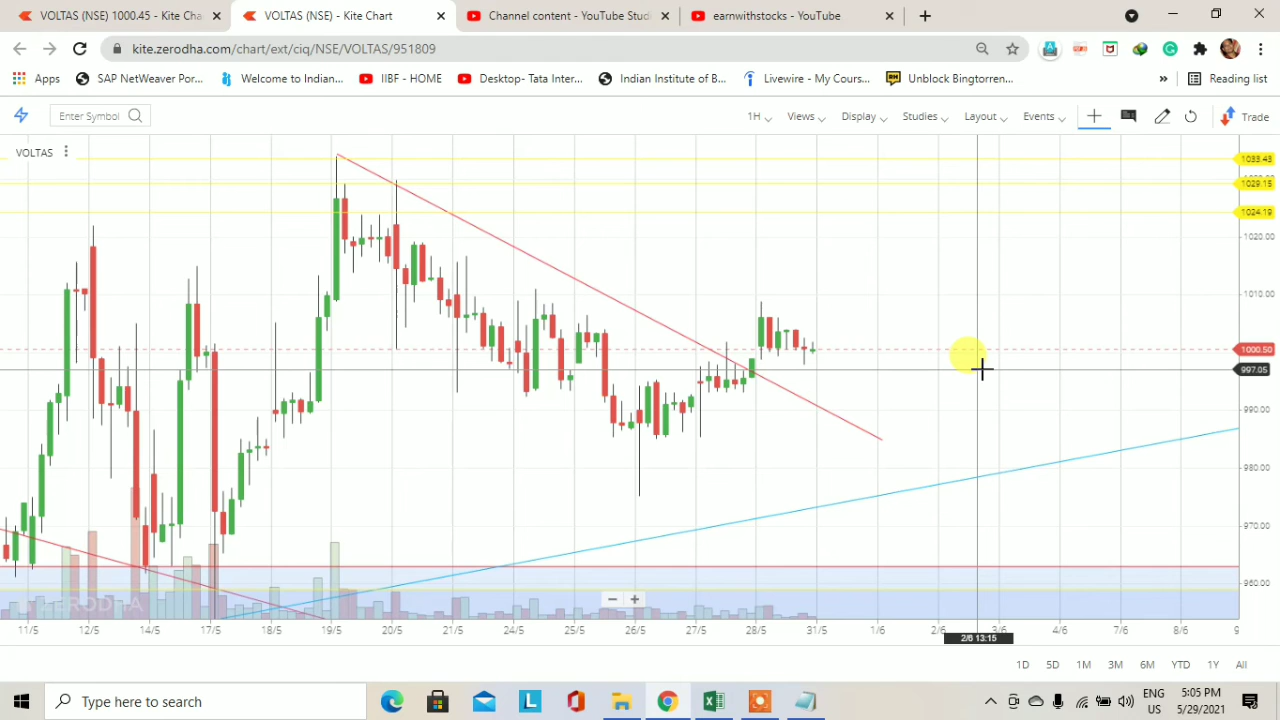 VOLTAS (NSE) 1000.45 - Kite Cha
VOLTAS (NSE) - Kite Chart
Channel content - YouTube Stud
earnwithstocks - YouTube
kite.zerodha.com/chart/ext/ciq/NSE/VOLTAS/951809
Apps
SAP NetWeaver Por...
Welcome to Indian...
IIBF - HOME
Desktop- Tata Inter...
Indian Institute of B...
Livewire - My Cours...
Unblock Bingtorren...
»
Reading list
Enter Symbol
1H
Views
Display
Studies
Layout
Events
Trade
VOLTAS
1033.43
1029.15
1024.19
1020.00
1010.00
1000.50
997.05
990.00
980.00
970.00
960.00
ZERODHA
11/5 12/5 14/5 17/5 18/5 19/5 20/5 21/5 24/5 25/5 26/5 27/5 28/5 31/5 1/6 2/6 3/6 4/6 7/6 8/6 9
2/6 13:15
1D 5D 1M 3M 6M YTD 1Y All
Type here to search
ENG
US
5:05 PM
5/29/2021